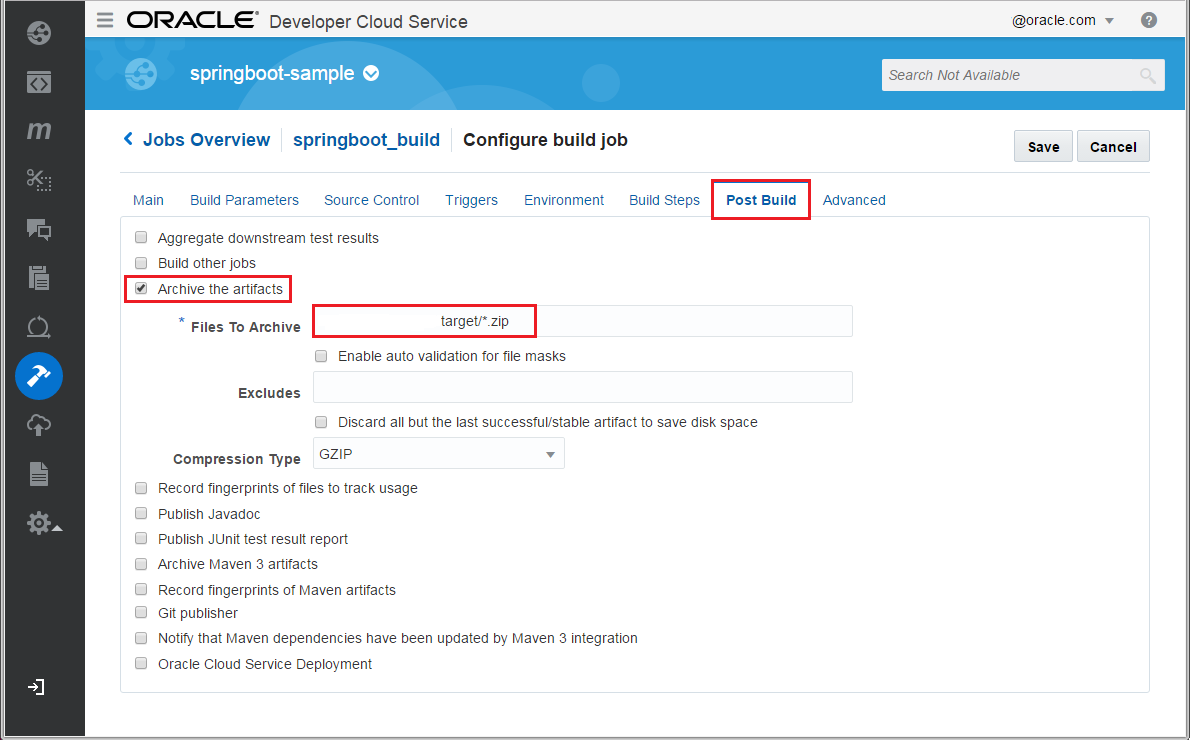 ORACLE® Developer Cloud Service
@oracle.com
?
m
springboot-sample
Search Not Available
Jobs Overview springboot_build Configure build job
Save Cancel
Main Build Parameters Source Control Triggers Environment Build Steps Post Build Advanced
Aggregate downstream test results
Build other jobs
Archive the artifacts
* Files To Archive target/*.zip
Enable auto validation for file masks
Excludes
Discard all but the last successful/stable artifact to save disk space
Compression Type GZIP
Record fingerprints of files to track usage
Publish Javadoc
Publish JUnit test result report
Archive Maven 3 artifacts
Record fingerprints of Maven artifacts
Git publisher
Notify that Maven dependencies have been updated by Maven 3 integration
Oracle Cloud Service Deployment